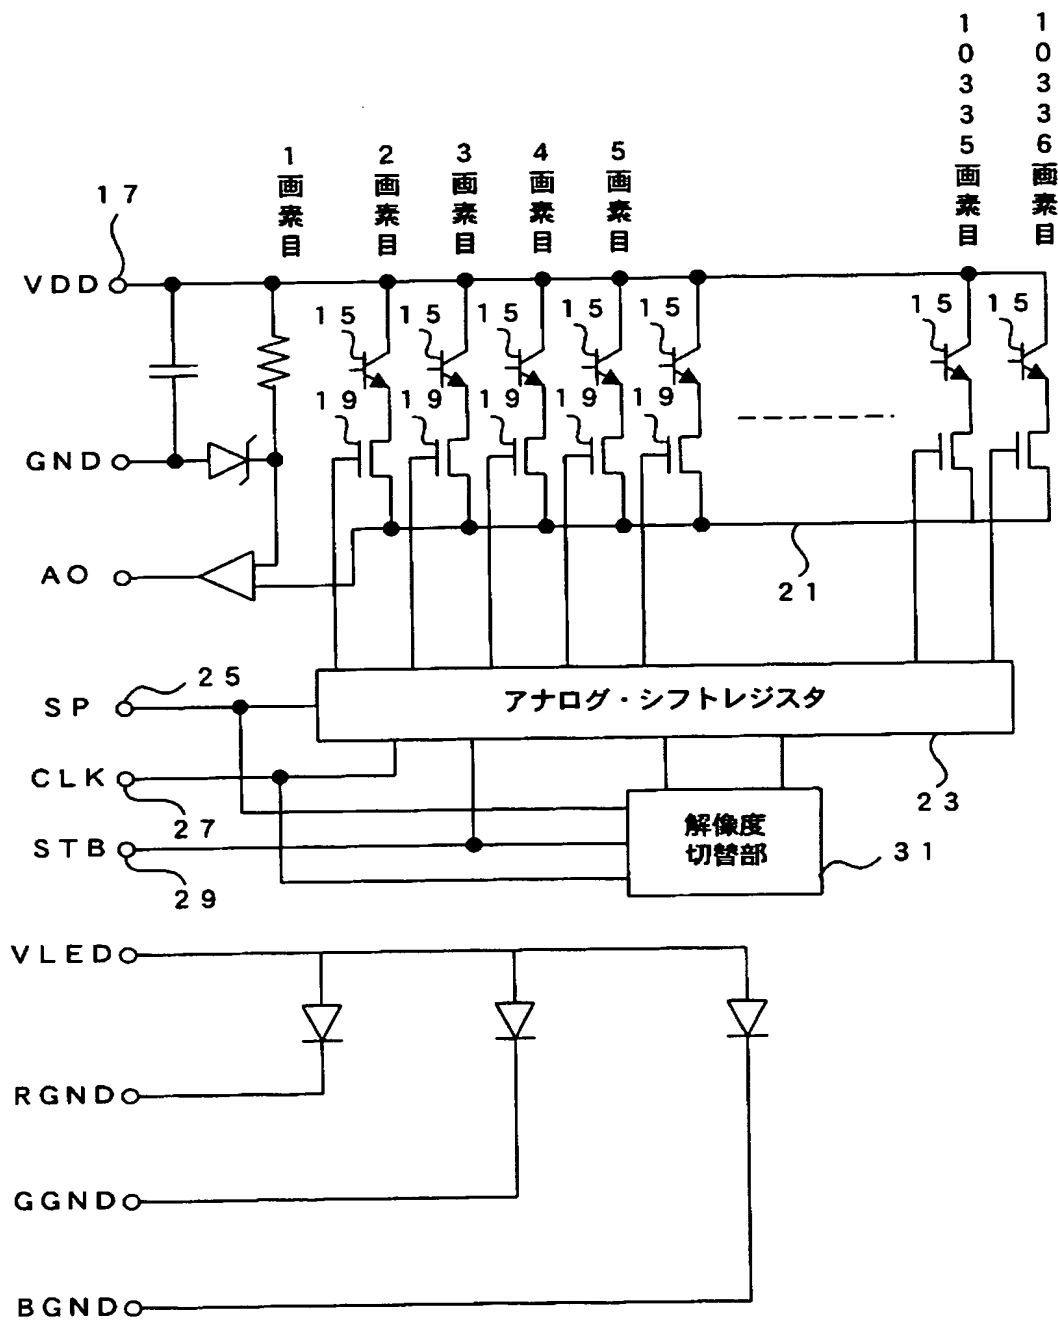 1画素目
2画素目
3画素目
4画素目
5画素目
10335画素目
10336画素目
17
VDD
15
15
15
15
15
15
15
19
19
19
19
19
GND
AO
21
SP
25
アナログ・シフトレジスタ
CLK
27
23
STB
29
解像度
切替部
31
VLED
RGND
GGND
BGND